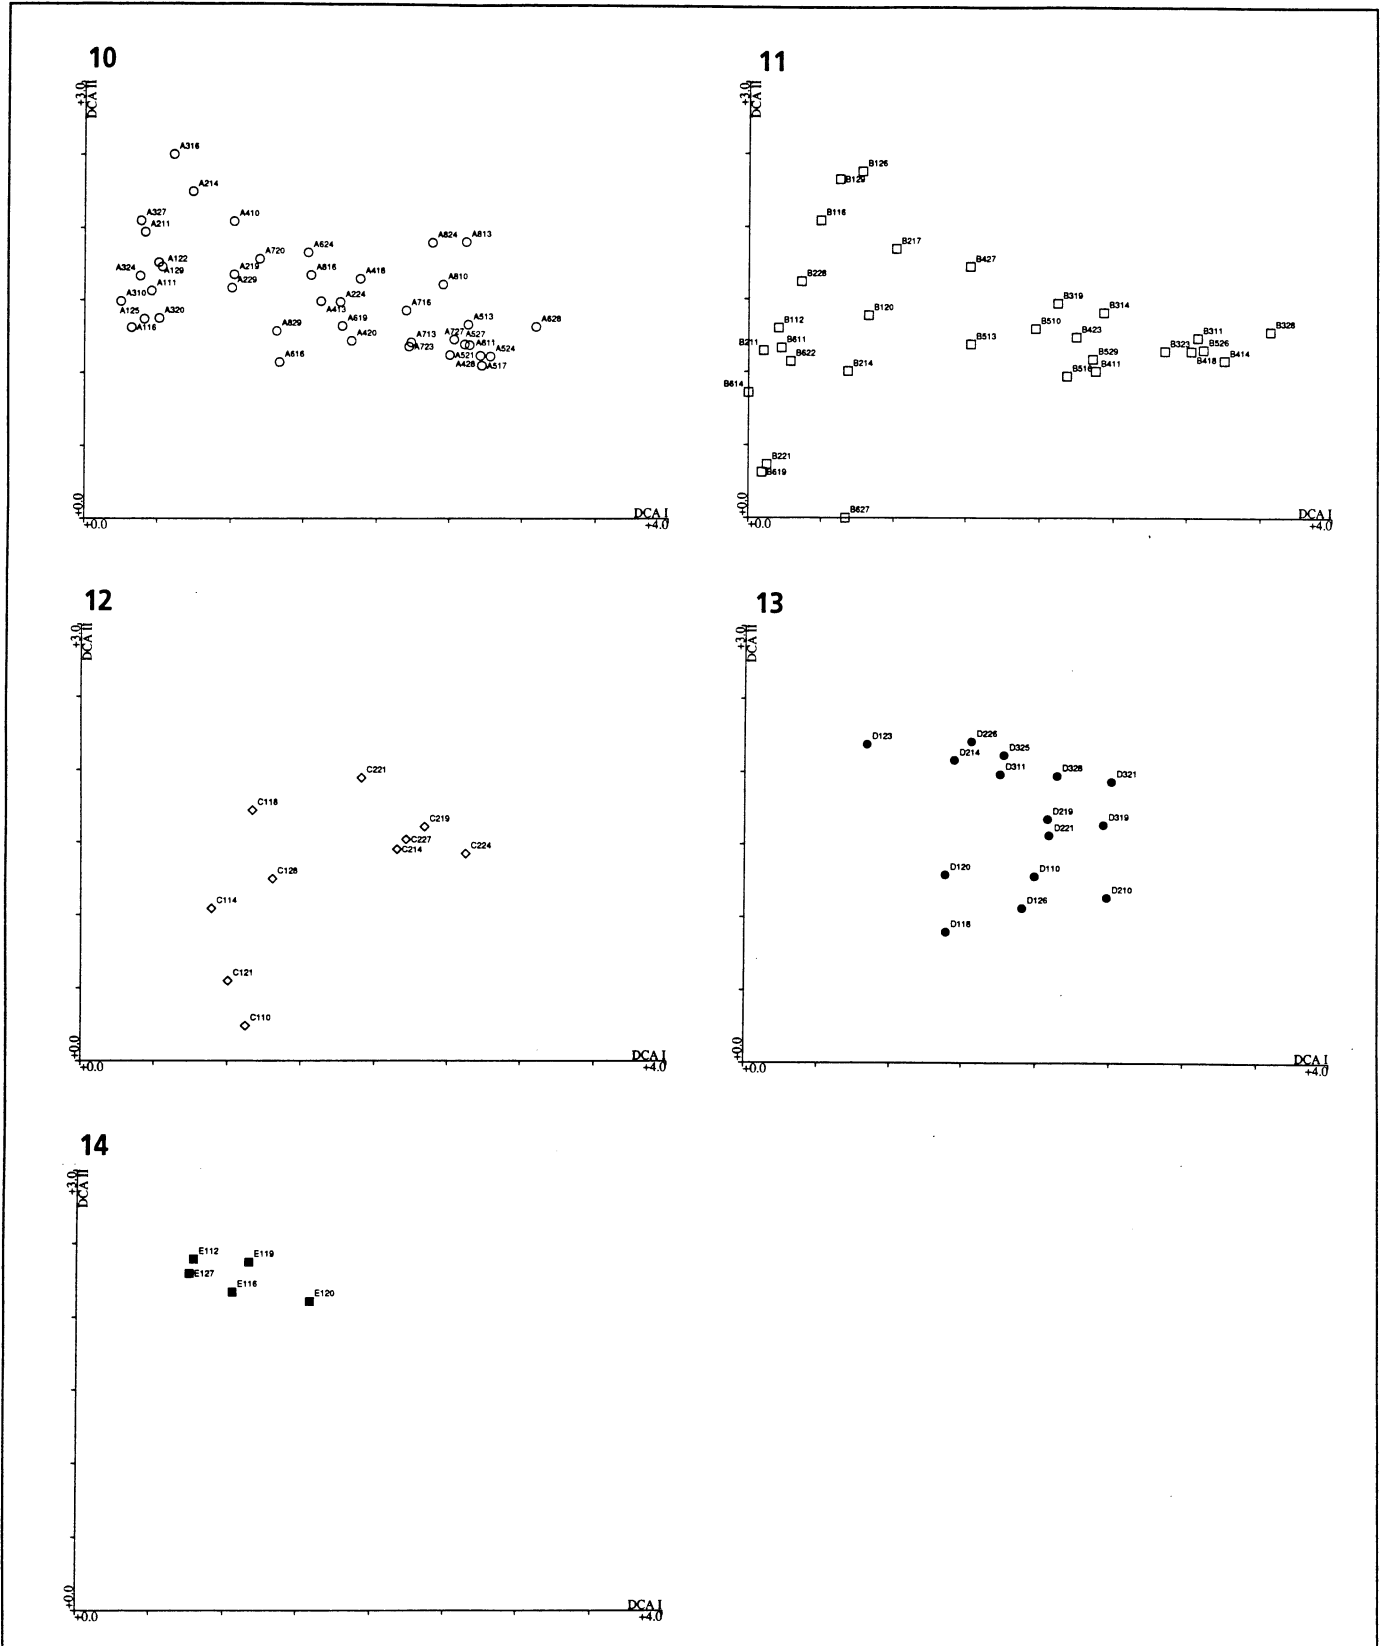 10
+3.0
DCA II
A316
A214
A327
A211
A410
A824
A813
A624
A720
A122
A129
A324
A219
A816
A418
A111
A229
A810
A310
A413
A224
A716
A125
A320
A116
A829
A619
A513
A628
A420
A713
A723
A727
A527
A611
A616
A521
A524
A428
A517
+0.0
+0.0
DCA I
+4.0
11
+3.0
DCA II
B126
B129
B116
B217
B427
B228
B319
B314
B120
B112
B510
B328
B211
B611
B513
B423
B311
B622
B529
B323
B526
B418
B414
B214
B516
B411
B614
B221
B619
B627
+0.0
+0.0
DCA I
+4.0
12
+3.0
DCA II
C221
C118
C219
C227
C214
C224
C128
C114
C121
C110
+0.0
+0.0
DCA I
+4.0
13
+3.0
DCA II
D123
D226
D325
D214
D311
D328
D321
D219
D319
D221
D120
D110
D210
D126
D118
+0.0
+0.0
DCA I
+4.0
14
+3.0
DCA II
E112
E119
E127
E116
E120
+0.0
+0.0
DCA I
+4.0